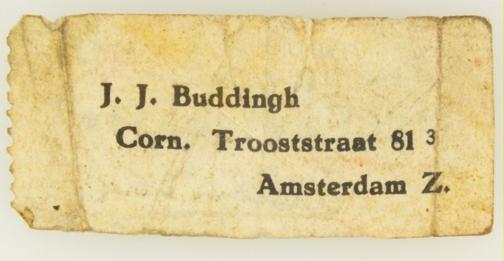 J. J. Buddingh
Corn. Trooststraat 81 3
Amsterdam Z.